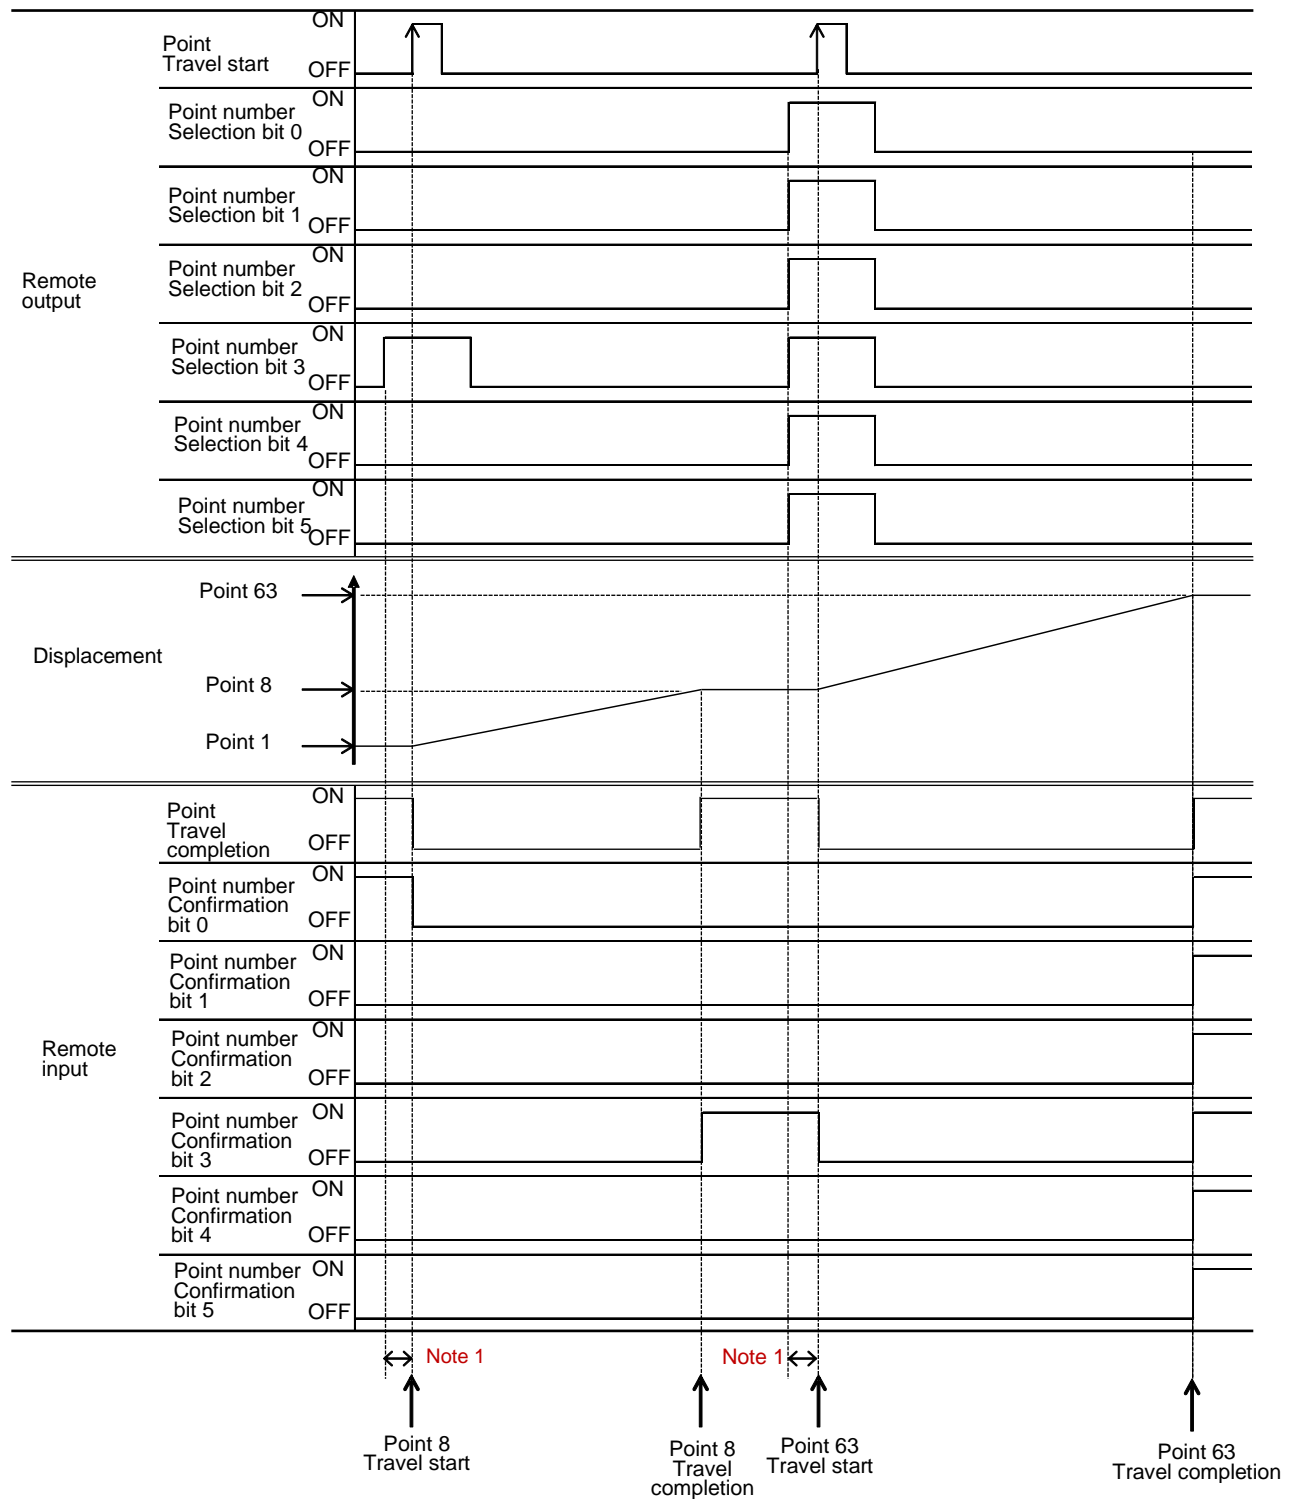 ON
Point
Travel start
OFF
Point number
Selection bit 0
ON
OFF
Point number
Selection bit 1
ON
OFF
Remote
output
Point number
Selection bit 2
ON
OFF
Point number
Selection bit 3
ON
OFF
Point number
Selection bit 4
ON
OFF
Point number
Selection bit 5
ON
OFF
Displacement
Point 63
Point 8
Point 1
Point
Travel
completion
ON
OFF
Point number
Confirmation
bit 0
ON
OFF
Point number
Confirmation
bit 1
ON
OFF
Remote
input
Point number
Confirmation
bit 2
ON
OFF
Point number
Confirmation
bit 3
ON
OFF
Point number
Confirmation
bit 4
ON
OFF
Point number
Confirmation
bit 5
ON
OFF
Note 1
Note 1
Point 8
Travel start
Point 8
Travel
completion
Point 63
Travel start
Point 63
Travel completion